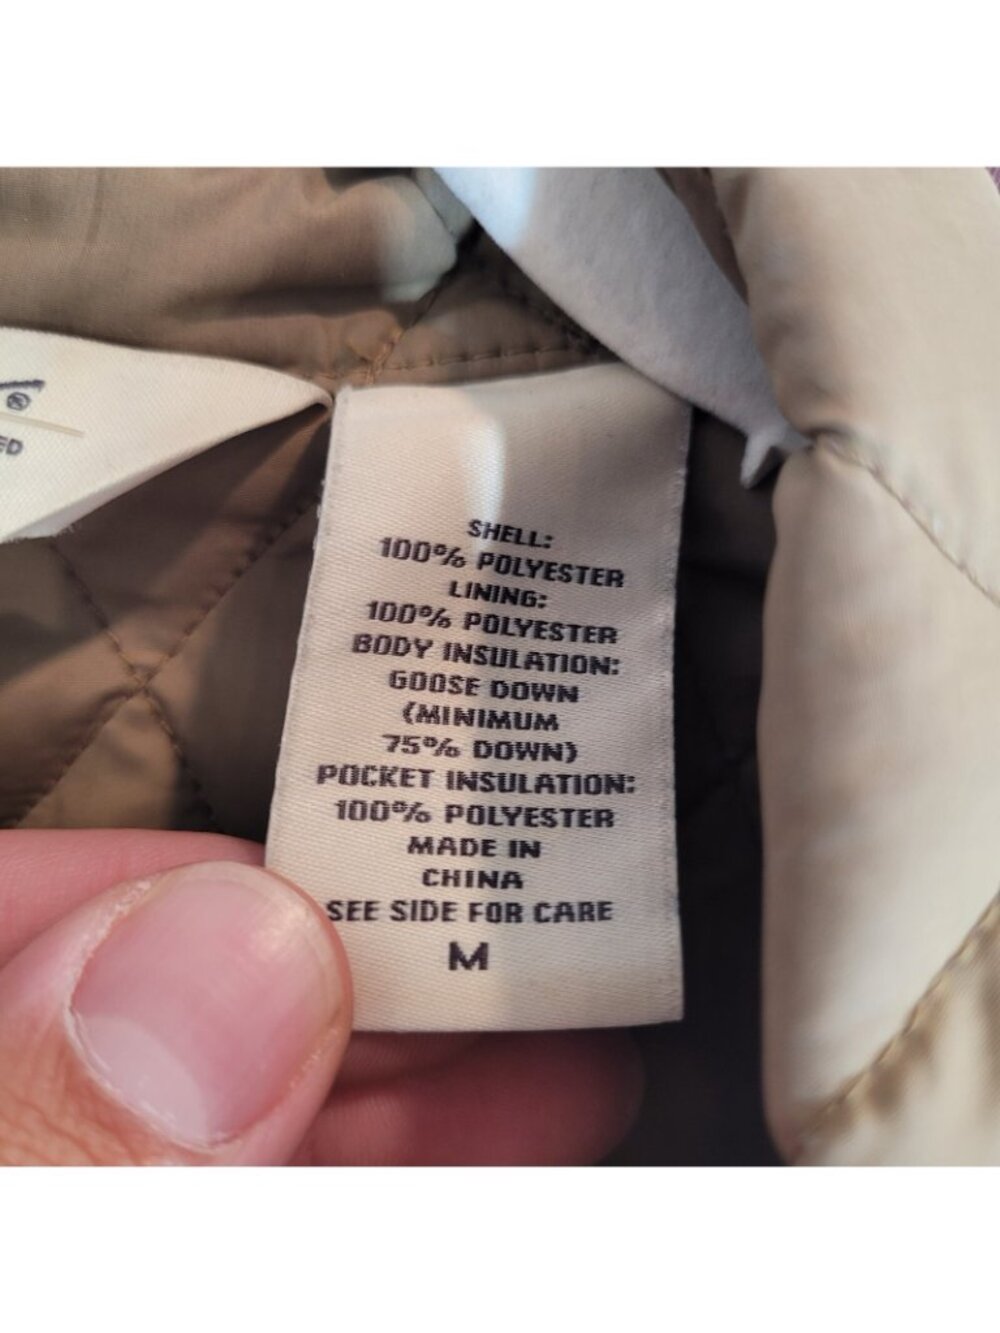 ®
ED
SHELL:
100% POLYESTER
LINING:
100% POLYESTER
BODY INSULATION:
GOOSE DOWN
(MINIMUM
75% DOWN)
POCKET INSULATION:
100% POLYESTER
MADE IN
CHINA
SEE SIDE FOR CARE
M